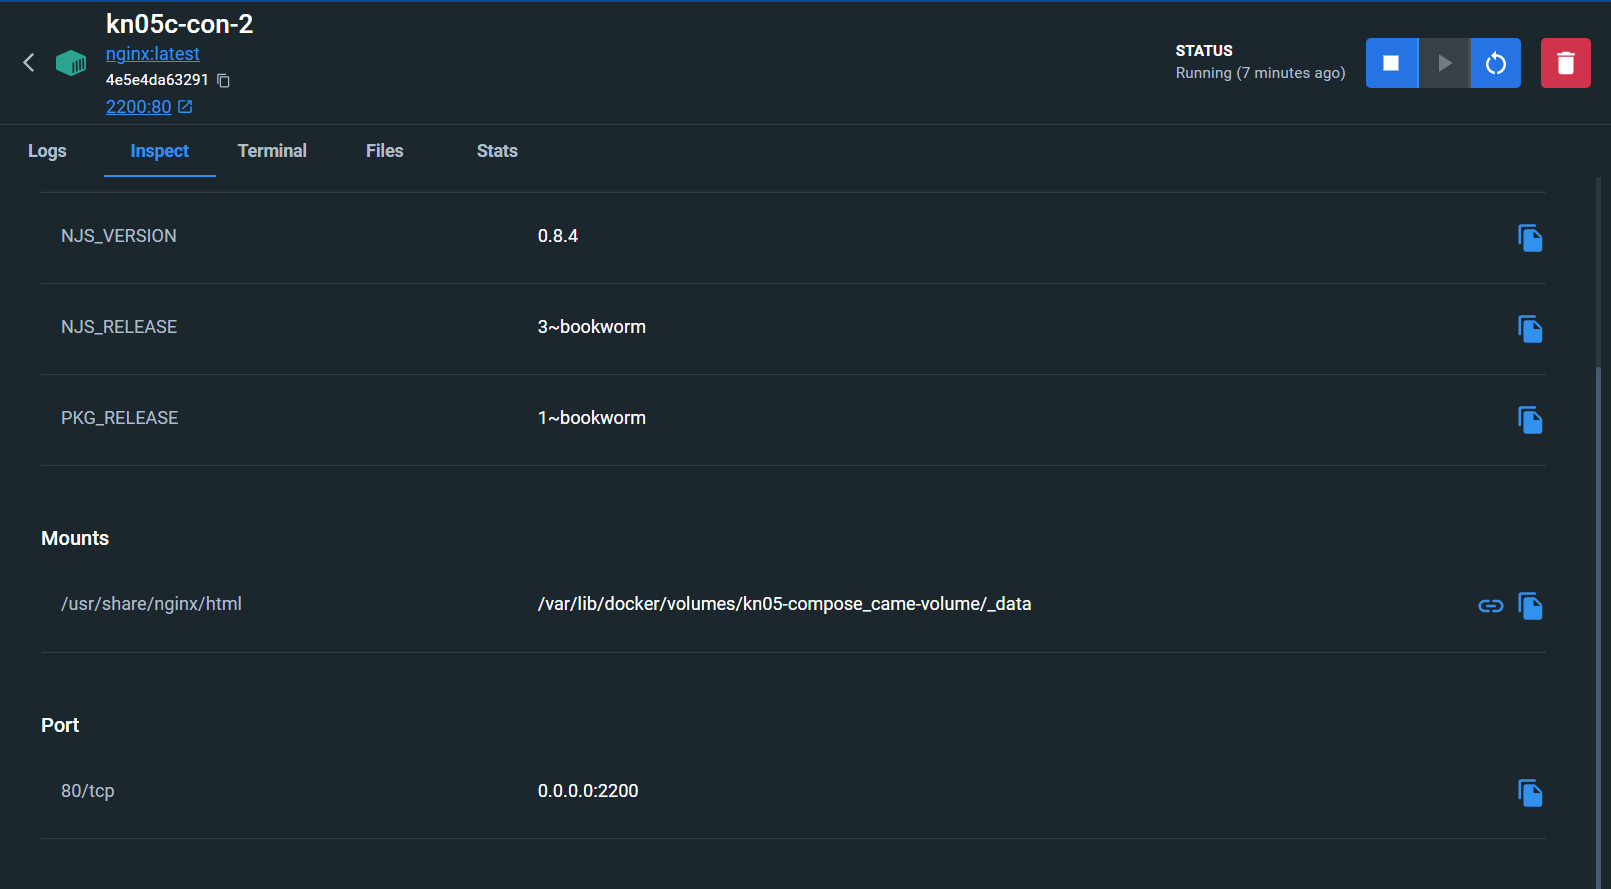 kn05c-con-2
nginx:latest
4e5e4da63291
2200:80
STATUS
Running (7 minutes ago)
Logs Inspect Terminal Files Stats
NJS_VERSION 0.8.4
NJS_RELEASE 3~bookworm
PKG_RELEASE 1~bookworm
Mounts
/usr/share/nginx/html /var/lib/docker/volumes/kn05-compose_came-volume/_data
Port
80/tcp 0.0.0.0:2200